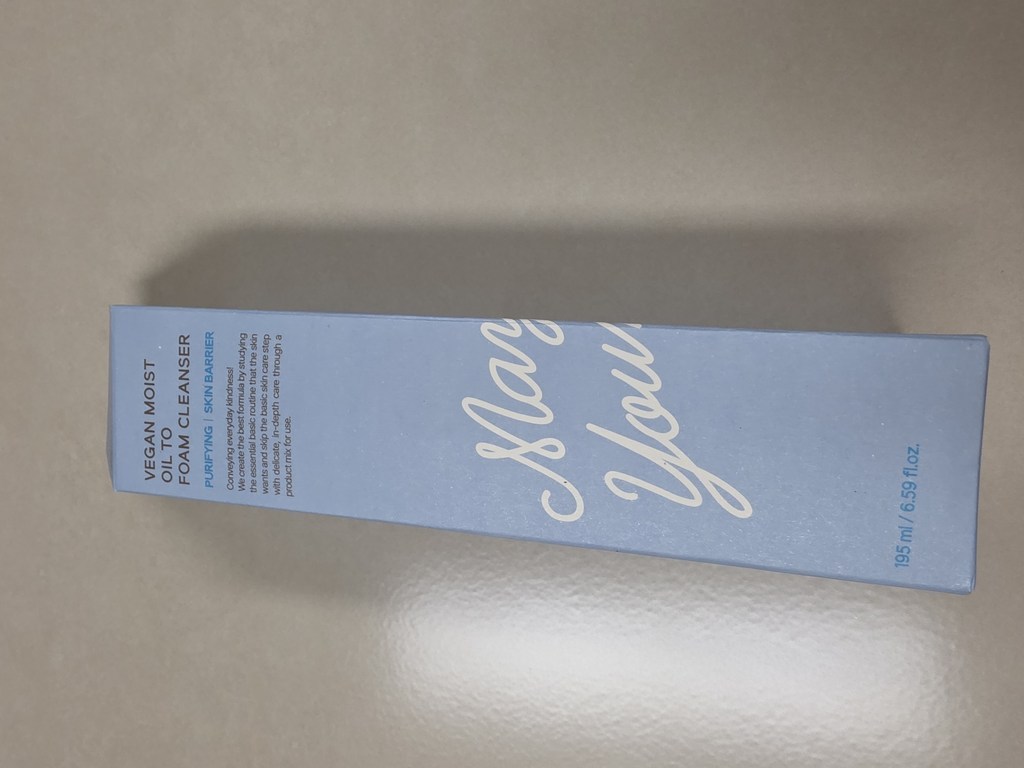 VEGAN MOIST
OIL TO
FOAM CLEANSER
PURIFYING | SKIN BARRIER
Conveying everyday kindness!
We create the best formula by studying
the essential basic routine that the skin
wants and skip the basic skin care step
with delicate, in-depth care through a
product mix for use.
May
Your
195 ml / 6.59 fl.oz.